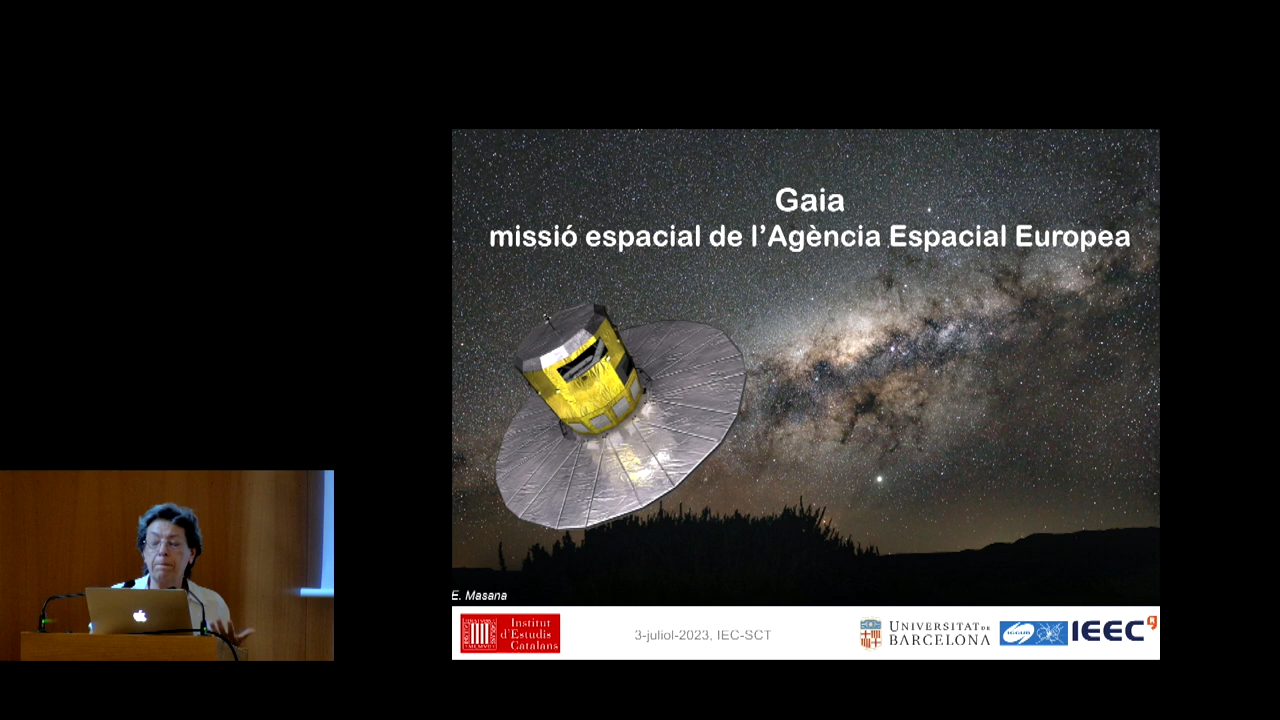 Gaia
missió espacial de l’Agència Espacial Europea
E. Masana
Institut
d'Estudis
Catalans
3-juliol-2023, IEC-SCT
UNIVERSITAT DE
BARCELONA
IEEC